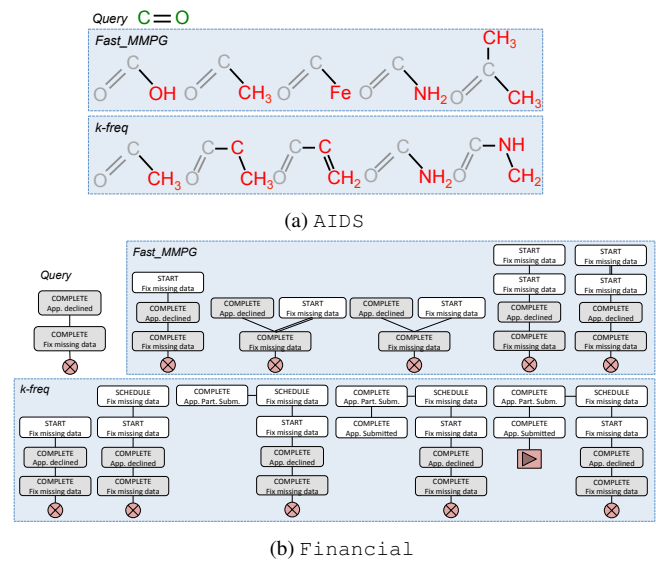 Query C=O
Fast_MMPG
C O OH
C O CH3
C O Fe
C O NH2
CH3 C O CH3
k-freq
C O CH3
C O C CH3
C O C CH2
C O NH2
C O NH CH2
(a) AIDS
Query
COMPLETE
App. declined
COMPLETE
Fix missing data
Fast_MMPG
START
Fix missing data
COMPLETE
App. declined
COMPLETE
Fix missing data
COMPLETE
App. declined
START
Fix missing data
COMPLETE
Fix missing data
COMPLETE
App. declined
START
Fix missing data
COMPLETE
Fix missing data
START
Fix missing data
START
Fix missing data
COMPLETE
App. declined
COMPLETE
Fix missing data
START
Fix missing data
START
Fix missing data
COMPLETE
App. declined
COMPLETE
Fix missing data
k-freq
START
Fix missing data
COMPLETE
App. declined
COMPLETE
Fix missing data
SCHEDULE
Fix missing data
START
Fix missing data
COMPLETE
App. declined
COMPLETE
Fix missing data
COMPLETE
App. Part. Subm.
SCHEDULE
Fix missing data
START
Fix missing data
COMPLETE
App. declined
COMPLETE
Fix missing data
COMPLETE
App. Part. Subm.
COMPLETE
App. Submitted
SCHEDULE
Fix missing data
START
Fix missing data
COMPLETE
App. declined
COMPLETE
Fix missing data
COMPLETE
App. Part. Subm.
COMPLETE
App. Submitted
SCHEDULE
Fix missing data
START
Fix missing data
COMPLETE
App. declined
COMPLETE
Fix missing data
(b) Financial